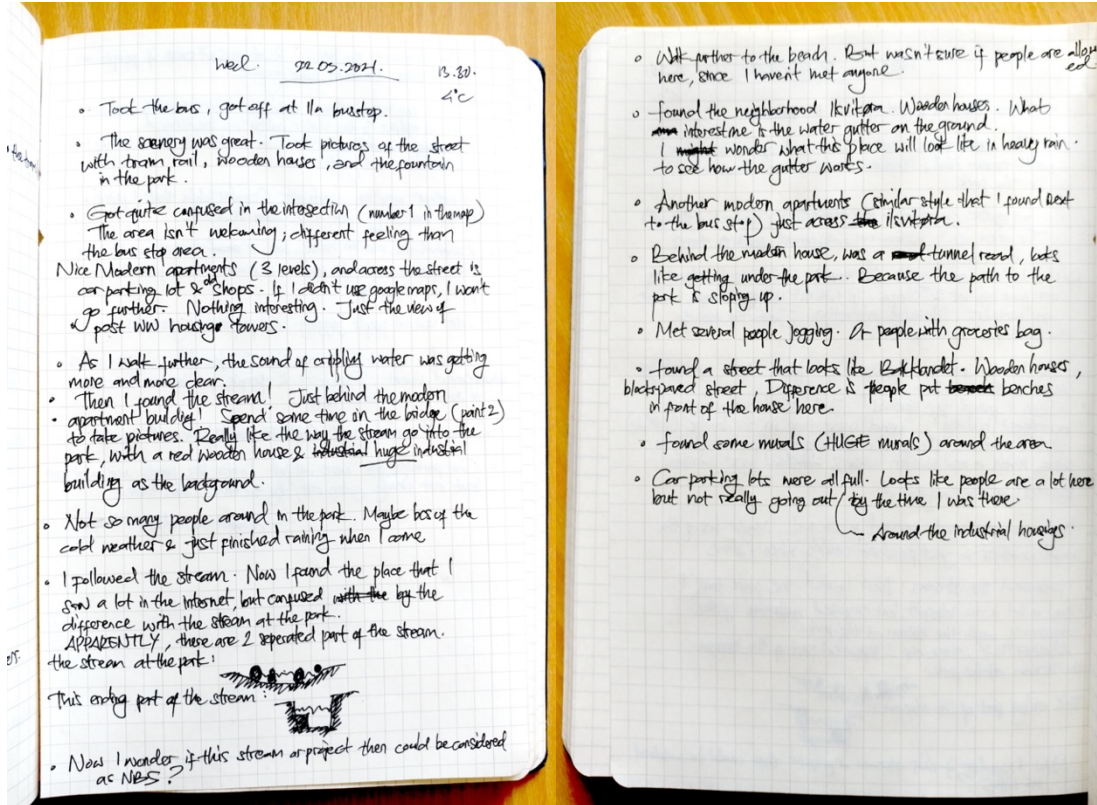 Wed. 22.05.2021. 13.30.
4°C
• Took the bus, got off at Ila busstop.
The scenery was great. Took pictures of the street
with tram rail, wooden houses, and the fountain
in the park.
• Got quite confused in the intersection (number 1 in the map)
The area isn't welcoming; different feeling than
the bus stop area.
Nice Modern apartments (3 levels), and across the street is
car parking lot & old shops. If I didn't use google maps, I won't
go further. Nothing interesting. Just the view of
post WW housing towers.
• As I walk further, the sound of crippling water was getting
more and more clear.
• Then I found the stream! Just behind the modern
• apartment building! Spend some time in the bridge (point 2)
to take pictures. Really like the way the stream go into the
park, with a red wooden house & industrial huge industrial
building as the background.
• Not so many people around in the park. Maybe bcs of the
cold weather & just finished raining when I come
• I followed the stream. Now I found the place that I
saw a lot in the internet, but confused with the by the
difference with the stream at the park.
APPARENTLY, there are 2 seperated part of the stream.
the stream at the park:
This ending part of the stream:
• Now I wonder, if this stream or project then could be considered
as NBS?
• Walk further to the beach. But wasn't sure if people are allowed
here, since I haven't met anyone.
• found the neighborhood Ilsvikøra. Wooden houses. What
interest me is the water gutter on the ground.
I might wonder what this place will look like in heavy rain.
to see how the gutter works.
• Another modern apartments (similar style that I found next
to the bus stop) just across the ilsvikøra.
• Behind the modern house, was a tunnel road, looks
like getting under the park. Because the path to the
park is sloping up.
• Met several people jogging. Or people with groceries bag.
• found a street that looks like Bakklandet. Wooden houses,
blocks paved street, Difference is people put bench benches
in front of the house here
• found some murals (HUGE murals) around the area
• Car parking lots were all full. Looks like people are a lot here
but not really going out / by the time I was there.
Around the industrial housings.